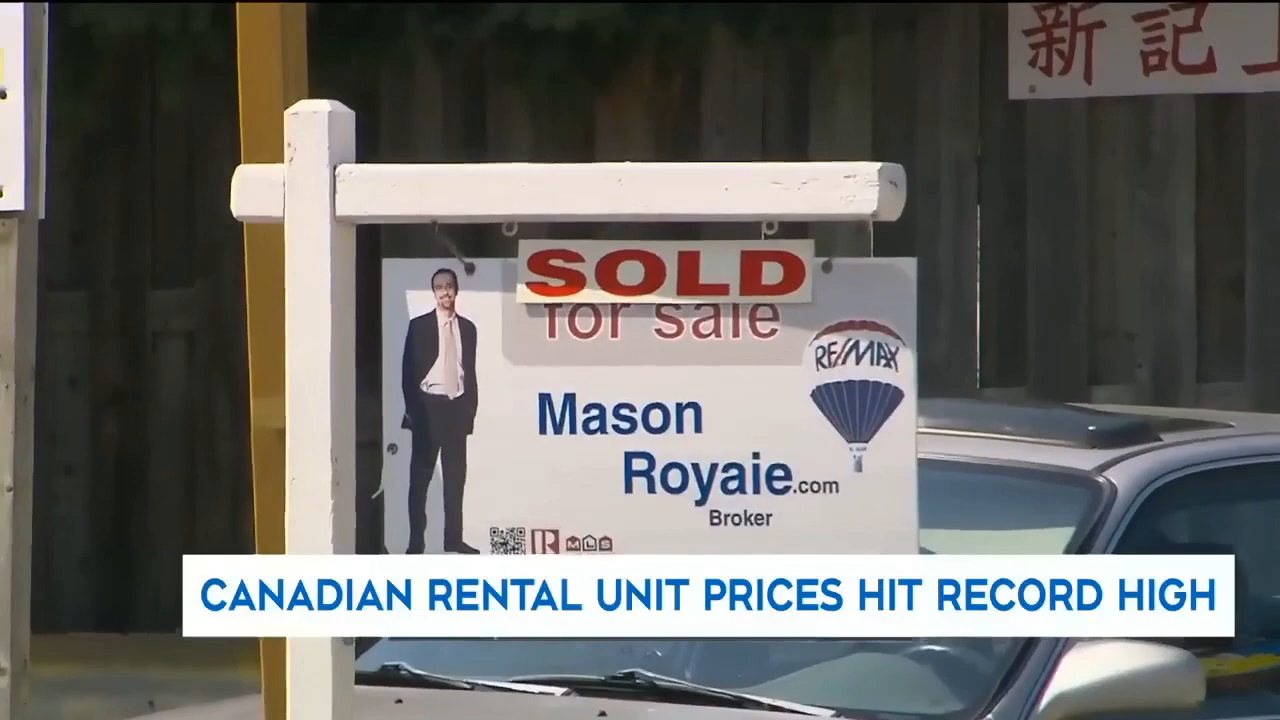 新記
SOLD
for sale
RE/MAX
Mason
Royaie.com
Broker
MLS
CANADIAN RENTAL UNIT PRICES HIT RECORD HIGH